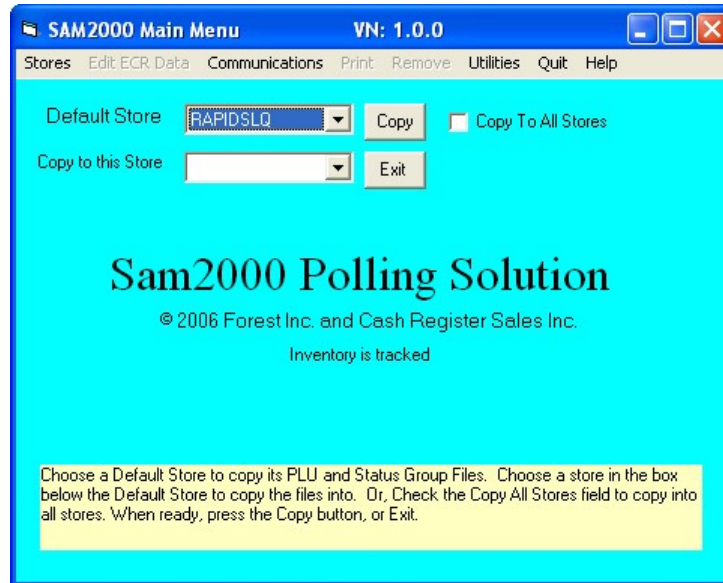 SAM2000 Main Menu VN: 1.0.0
Stores Edit ECR Data Communications Print Remove Utilities Quit Help
Default Store RAPIDSLQ Copy Copy To All Stores
Copy to this Store Exit
Sam2000 Polling Solution
© 2006 Forest Inc. and Cash Register Sales Inc.
Inventory is tracked
Choose a Default Store to copy its PLU and Status Group Files. Choose a store in the box
below the Default Store to copy the files into. Or, Check the Copy All Stores field to copy into
all stores. When ready, press the Copy button, or Exit.